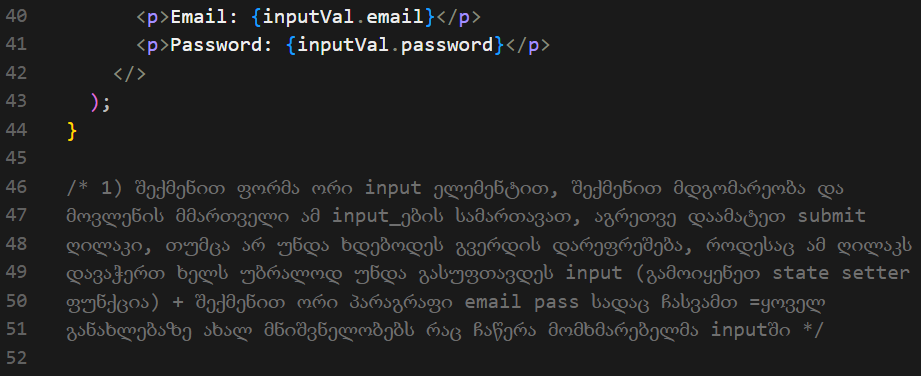 40 <p>Email: {inputVal.email}</p>
41 <p>Password: {inputVal.password}</p>
42 </>
43 );
44 }
45
46 /* 1) შექმენით ფორმა ორი input ელემენტით, შექმენით მდგომარეობა და
47 მოვლენის მმართველი ამ input_ების სამართავათ, აგრეთვე დაამატეთ submit
48 ღილაკი, თუმცა არ უნდა ხდებოდეს გვერდის დარეფრეშება, როდესაც ამ ღილაკს
49 დავაჭერთ ხელს უბრალოდ უნდა გასუფთავდეს input (გამოიყენეთ state setter
50 ფუნქცია) + შექმენით ორი პარაგრაფი email pass სადაც ჩასვამთ =ყოველ
51 განახლებაზე ახალ მნიშვნელობებს რაც ჩაწერა მომხმარებელმა inputში */
52